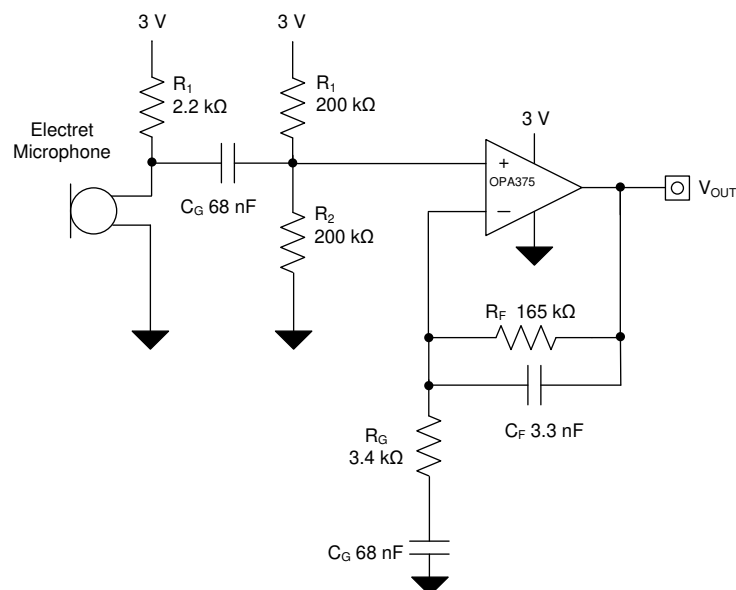 3 V
3 V
R1
2.2 kΩ
R1
200 kΩ
Electret
Microphone
3 V
+
OPA375
−
VOUT
CG 68 nF
R2
200 kΩ
RF 165 kΩ
CF 3.3 nF
RG
3.4 kΩ
CG 68 nF